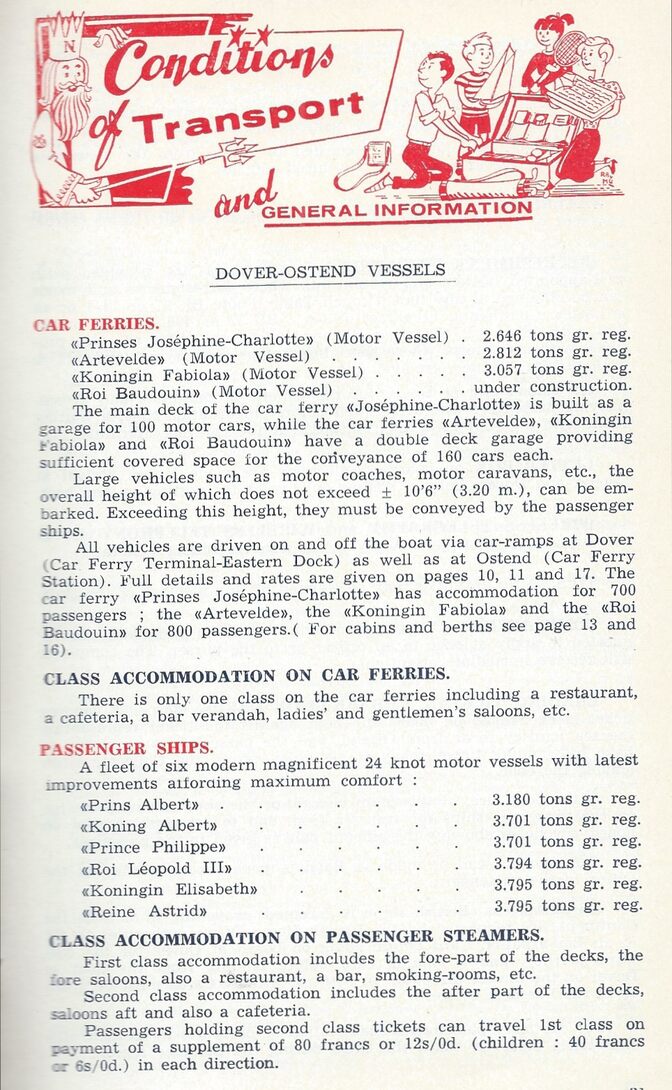 N
Conditions
of Transport
and
GENERAL INFORMATION
DOVER-OSTEND VESSELS
CAR FERRIES.
«Prinses Joséphine-Charlotte» (Motor Vessel) . 2.646 tons gr. reg.
«Artevelde» (Motor Vessel) . . . . . . . 2.812 tons gr. reg.
«Koningin Fabiola» (Motor Vessel) . . . . . 3.057 tons gr. reg.
«Roi Baudouin» (Motor Vessel) . . . . . . under construction.
The main deck of the car ferry «Joséphine-Charlotte» is built as a
garage for 100 motor cars, while the car ferries «Artevelde», «Koningin
Fabiola» and «Roi Baudouin» have a double deck garage providing
sufficient covered space for the conveyance of 160 cars each.
Large vehicles such as motor coaches, motor caravans, etc., the
overall height of which does not exceed ± 10'6" (3.20 m.), can be em-
barked. Exceeding this height, they must be conveyed by the passenger
ships.
All vehicles are driven on and off the boat via car-ramps at Dover
(Car Ferry Terminal-Eastern Dock) as well as at Ostend (Car Ferry
Station). Full details and rates are given on pages 10, 11 and 17. The
car ferry «Prinses Joséphine-Charlotte» has accommodation for 700
passengers ; the «Artevelde», the «Koningin Fabiola» and the «Roi
Baudouin» for 800 passengers.( For cabins and berths see page 13 and
16).
CLASS ACCOMMODATION ON CAR FERRIES.
There is only one class on the car ferries including a restaurant,
a cafeteria, a bar verandah, ladies' and gentlemen's saloons, etc.
PASSENGER SHIPS.
A fleet of six modern magnificent 24 knot motor vessels with latest
improvements affording maximum comfort :
«Prins Albert» . . . . . . . 3.180 tons gr. reg.
«Koning Albert» . . . . . . 3.701 tons gr. reg.
«Prince Philippe» . . . . . . 3.701 tons gr. reg.
«Roi Léopold III» . . . . . . 3.794 tons gr. reg.
«Koningin Elisabeth» . . . . . 3.795 tons gr. reg.
«Reine Astrid» . . . . . . 3.795 tons gr. reg.
CLASS ACCOMMODATION ON PASSENGER STEAMERS.
First class accommodation includes the fore-part of the decks, the
fore saloons, also a restaurant, a bar, smoking-rooms, etc.
Second class accommodation includes the after part of the decks,
saloons aft and also a cafeteria.
Passengers holding second class tickets can travel 1st class on
payment of a supplement of 80 francs or 12s/0d. (children : 40 francs
or 6s/0d.) in each direction.